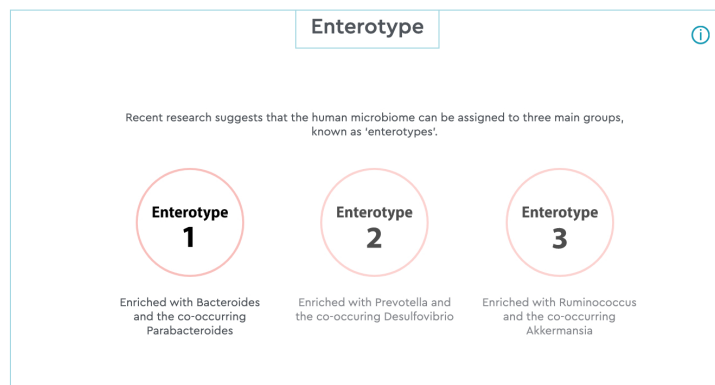 Enterotype
i
Recent research suggests that the human microbiome can be assigned to three main groups,
known as ‘enterotypes’.
Enterotype
1
Enterotype
2
Enterotype
3
Enriched with Bacteroides
and the co-occurring
Parabacteroides
Enriched with Prevotella and
the co-occuring Desulfovibrio
Enriched with Ruminococcus
and the co-occurring
Akkermansia